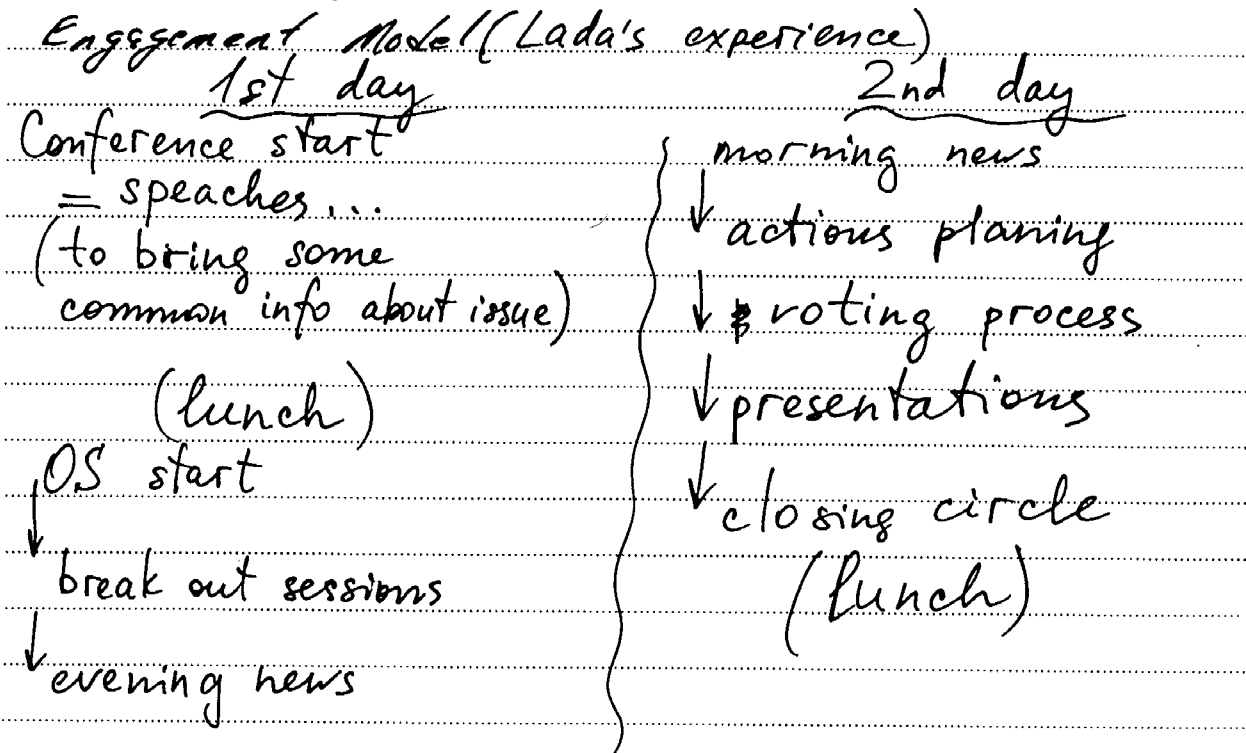 Engagement Model (Lada's experience)
1st day
Conference start
= speaches...
(to bring some
common info about issue)
(lunch)
OS start
↓
break out sessions
↓
evening news
2nd day
morning news
↓ actions planing
↓ voting process
↓ presentations
↓ closing circle
(lunch)